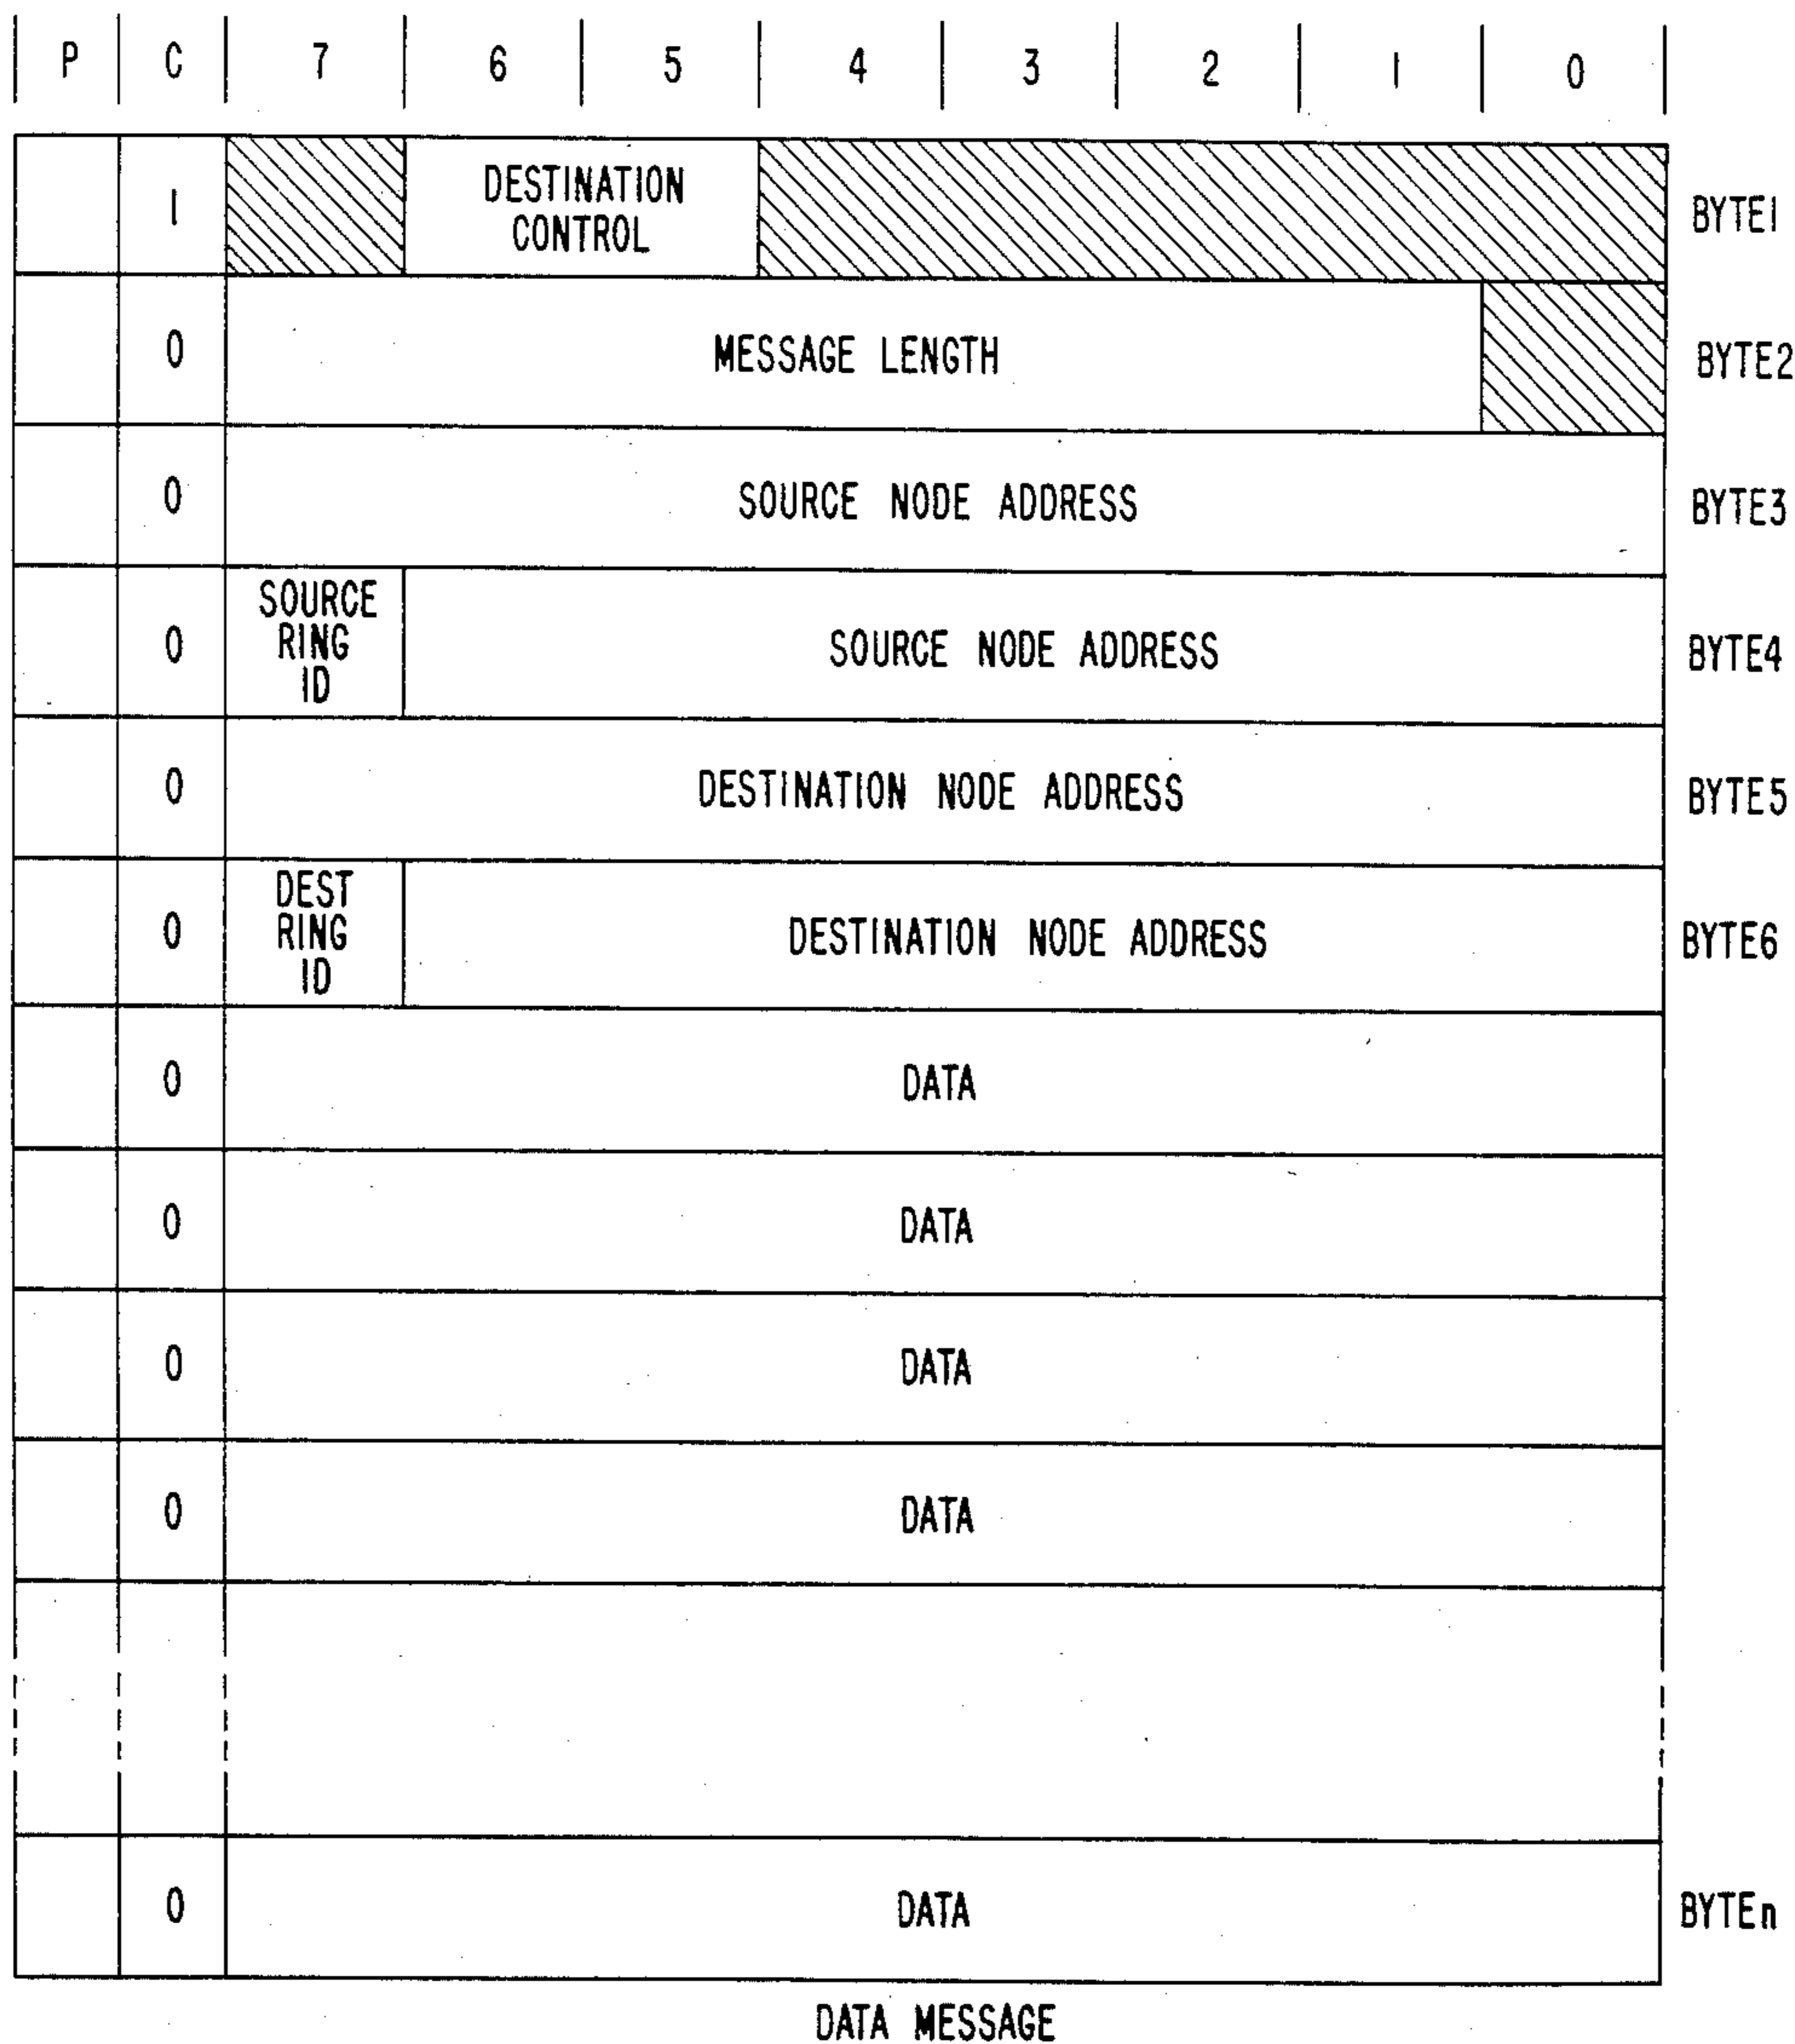 P C 7 6 5 4 3 2 1 0
1 DESTINATION CONTROL BYTE1
0 MESSAGE LENGTH BYTE2
0 SOURCE NODE ADDRESS BYTE3
0 SOURCE RING ID SOURCE NODE ADDRESS BYTE4
0 DESTINATION NODE ADDRESS BYTE5
0 DEST RING ID DESTINATION NODE ADDRESS BYTE6
0 DATA
0 DATA
0 DATA
0 DATA
0 DATA BYTEn
DATA MESSAGE